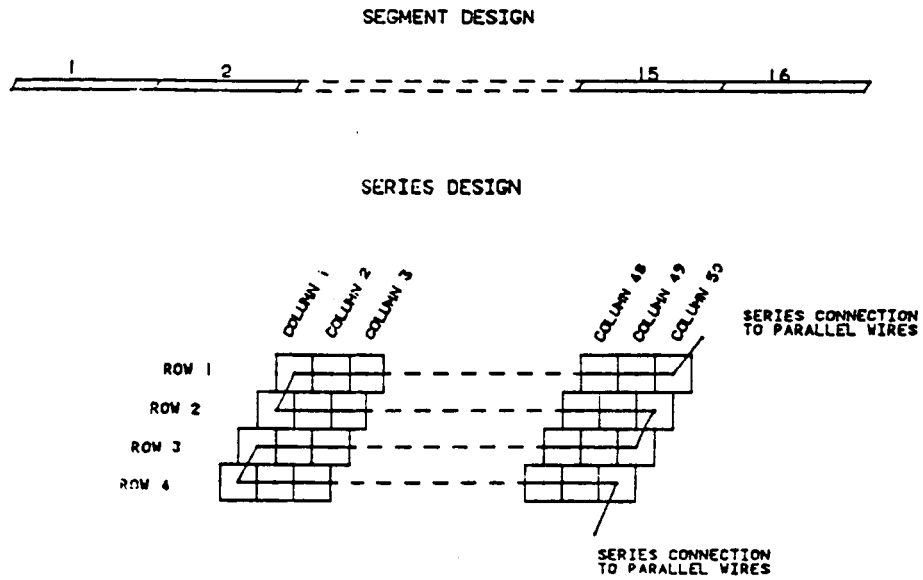 SEGMENT DESIGN
1 2 15 16
SERIES DESIGN
COLUMN 1
COLUMN 2
COLUMN 3
COLUMN 48
COLUMN 49
COLUMN 50
SERIES CONNECTION
TO PARALLEL WIRES
ROW 1
ROW 2
ROW 3
ROW 4
SERIES CONNECTION
TO PARALLEL WIRES